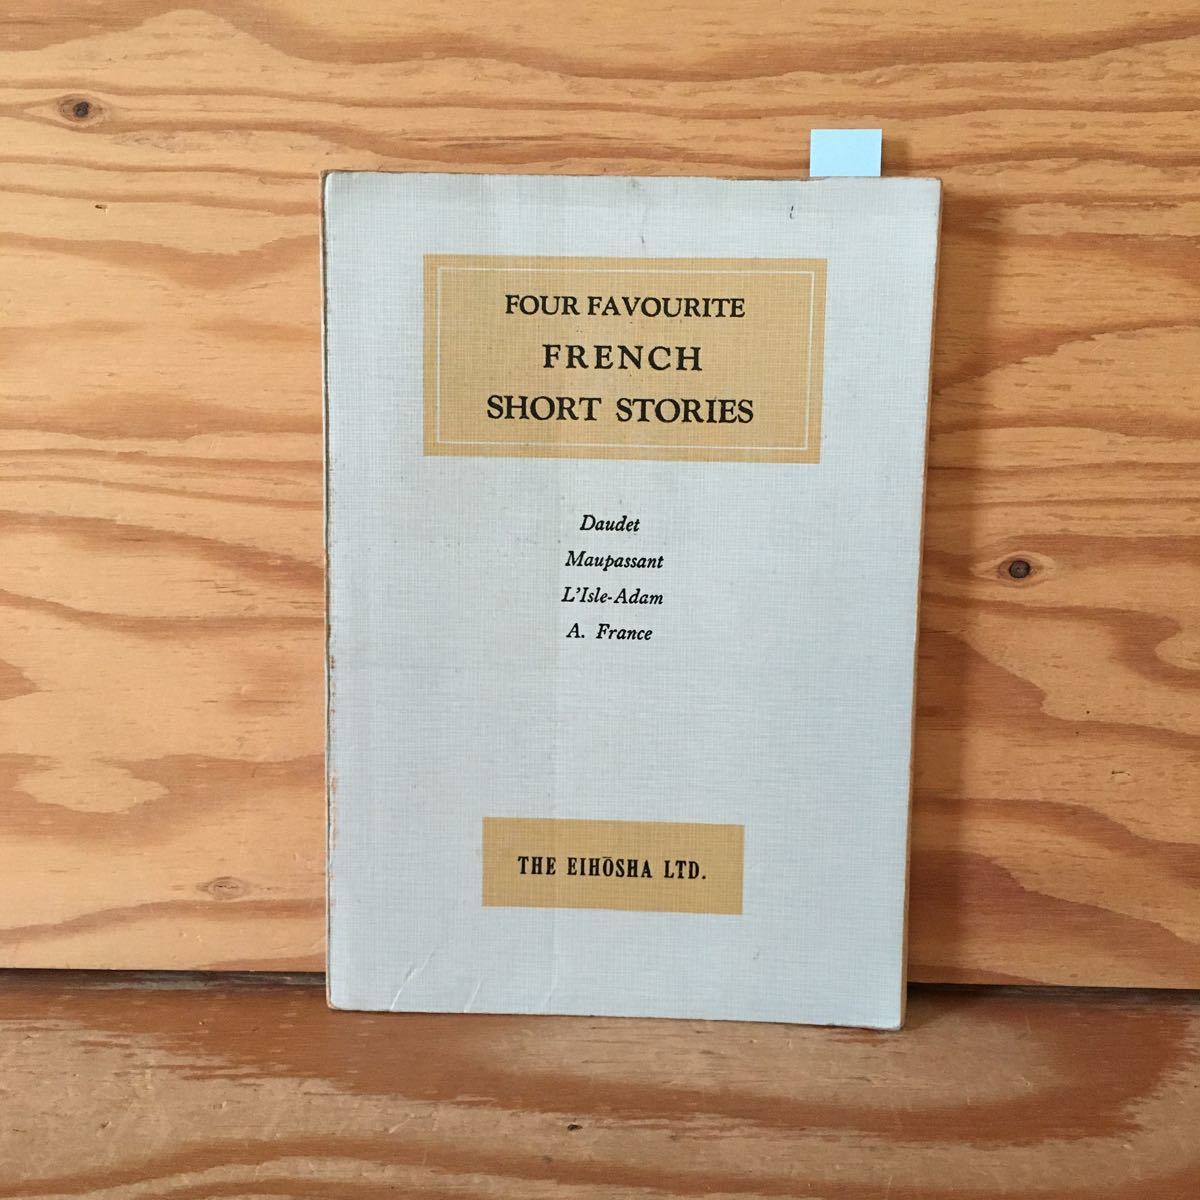 FOUR FAVOURITE
FRENCH
SHORT STORIES
Daudet
Maupassant
L'Isle-Adam
A. France
THE EIHŌSHA LTD.